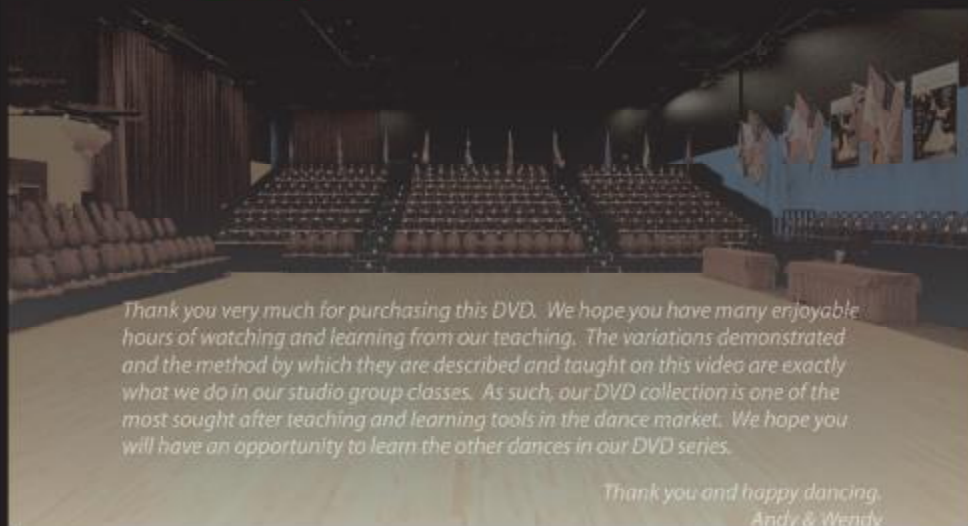 Thank you very much for purchasing this DVD.  We hope you have many enjoyable
hours of watching and learning from our teaching.  The variations demonstrated
and the method by which they are described and taught on this video are exactly
what we do in our studio group classes.  As such, our DVD collection is one of the
most sought after teaching and learning tools in the dance market.  We hope you
will have an opportunity to learn the other dances in our DVD series.
Thank you and happy dancing.
Andy & Wendy